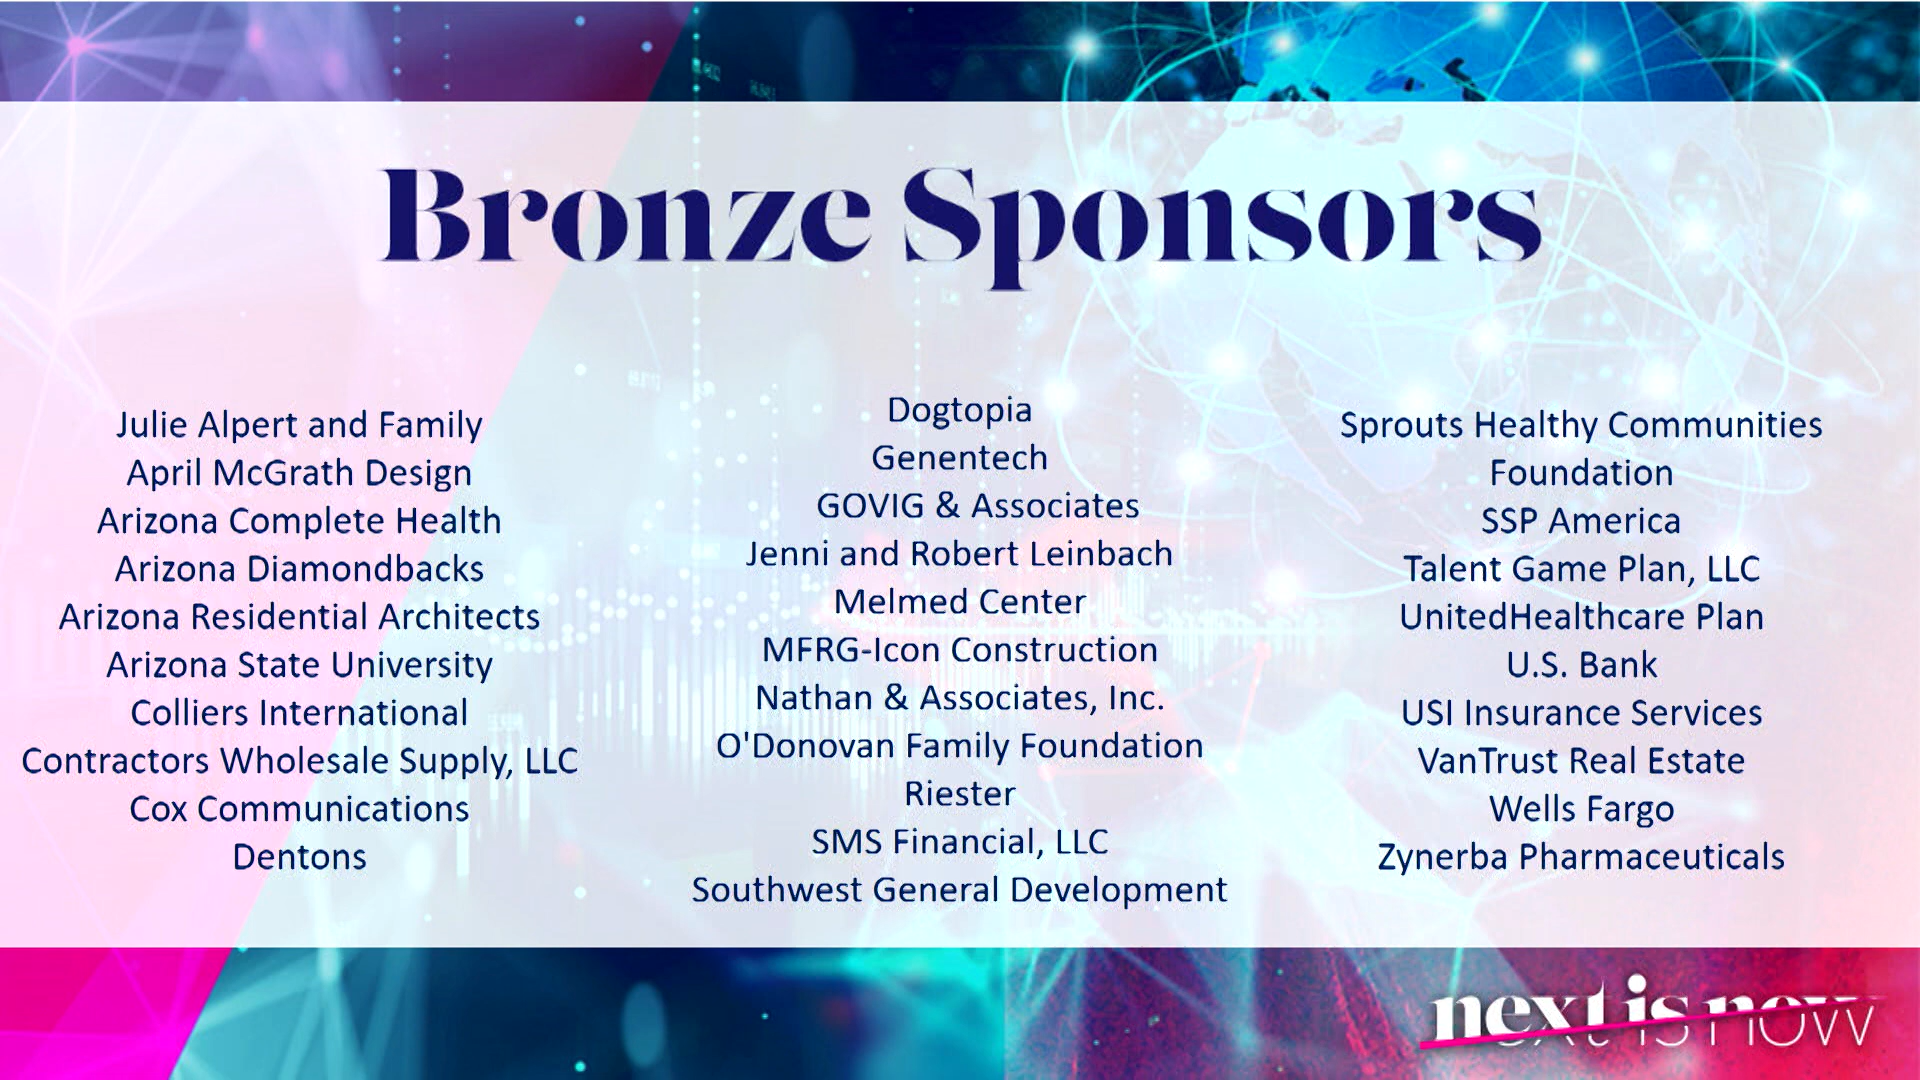 Bronze Sponsors
Julie Alpert and Family
April McGrath Design
Arizona Complete Health
Arizona Diamondbacks
Arizona Residential Architects
Arizona State University
Colliers International
Contractors Wholesale Supply, LLC
Cox Communications
Dentons
Dogtopia
Genentech
GOVIG & Associates
Jenni and Robert Leinbach
Melmed Center
MFRG-Icon Construction
Nathan & Associates, Inc.
O'Donovan Family Foundation
Riester
SMS Financial, LLC
Southwest General Development
Sprouts Healthy Communities
Foundation
SSP America
Talent Game Plan, LLC
UnitedHealthcare Plan
U.S. Bank
USI Insurance Services
VanTrust Real Estate
Wells Fargo
Zynerba Pharmaceuticals
next is now